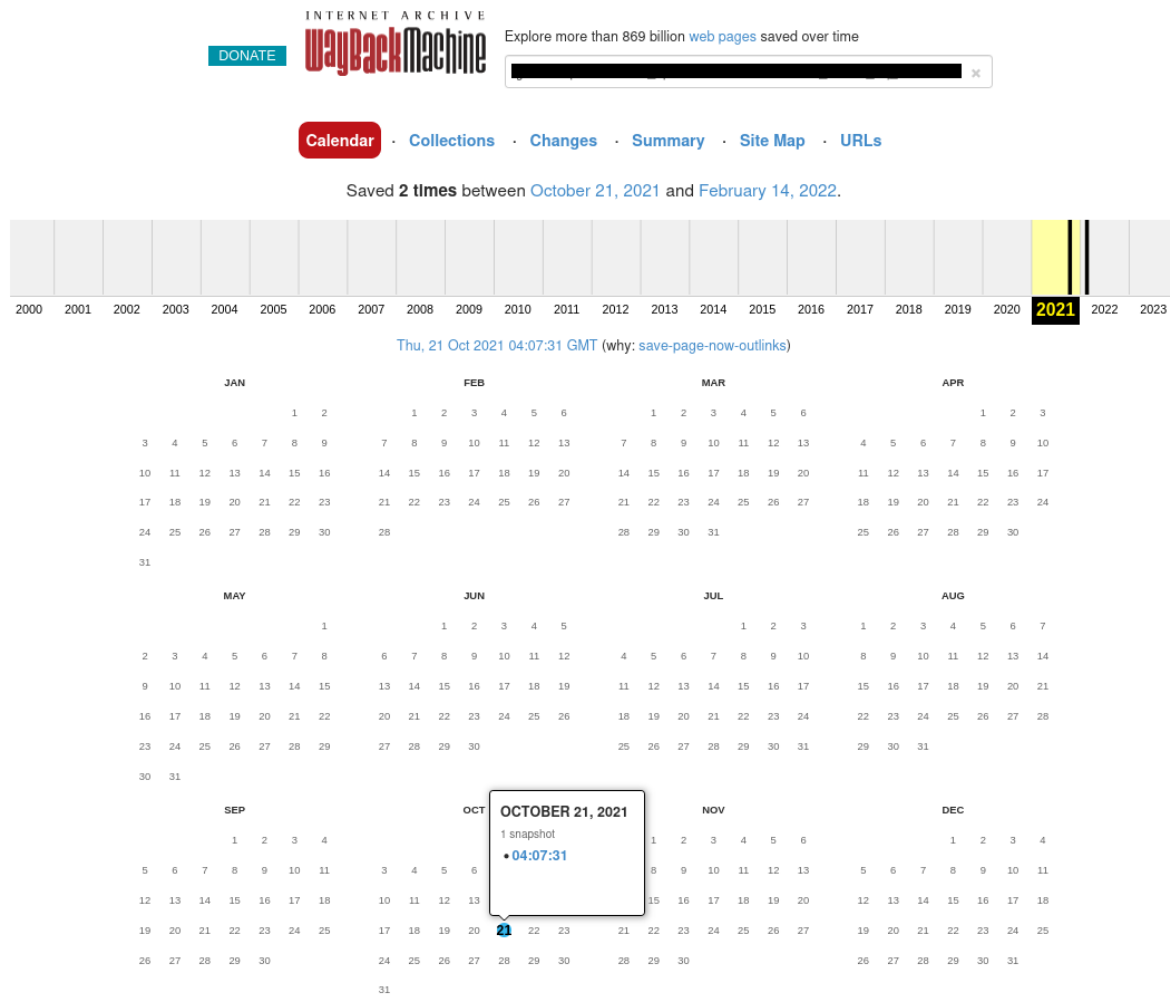 INTERNET ARCHIVE
DONATE
WayBackMachine
Explore more than 869 billion web pages saved over time
×
Calendar · Collections · Changes · Summary · Site Map · URLs
Saved 2 times between October 21, 2021 and February 14, 2022.
2000 2001 2002 2003 2004 2005 2006 2007 2008 2009 2010 2011 2012 2013 2014 2015 2016 2017 2018 2019 2020 2021 2022 2023
Thu, 21 Oct 2021 04:07:31 GMT (why: save-page-now-outlinks)
JAN FEB MAR APR
1 2 1 2 3 4 5 6 1 2 3 4 5 6 1 2 3
3 4 5 6 7 8 9 7 8 9 10 11 12 13 7 8 9 10 11 12 13 4 5 6 7 8 9 10
10 11 12 13 14 15 16 14 15 16 17 18 19 20 14 15 16 17 18 19 20 11 12 13 14 15 16 17
17 18 19 20 21 22 23 21 22 23 24 25 26 27 21 22 23 24 25 26 27 18 19 20 21 22 23 24
24 25 26 27 28 29 30 28 28 29 30 31 25 26 27 28 29 30
31
MAY JUN JUL AUG
1 1 2 3 4 5 1 2 3 1 2 3 4 5 6 7
2 3 4 5 6 7 8 6 7 8 9 10 11 12 4 5 6 7 8 9 10 8 9 10 11 12 13 14
9 10 11 12 13 14 15 13 14 15 16 17 18 19 11 12 13 14 15 16 17 15 16 17 18 19 20 21
16 17 18 19 20 21 22 20 21 22 23 24 25 26 18 19 20 21 22 23 24 22 23 24 25 26 27 28
23 24 25 26 27 28 29 27 28 29 30 25 26 27 28 29 30 31 29 30 31
30 31
SEP OCT NOV DEC
OCTOBER 21, 2021
1 snapshot
• 04:07:31
1 2 3 4 1 2 3 4 5 6 1 2 3 4
5 6 7 8 9 10 11 3 4 5 6 8 9 10 11 12 13 5 6 7 8 9 10 11
12 13 14 15 16 17 18 10 11 12 13 15 16 17 18 19 20 12 13 14 15 16 17 18
19 20 21 22 23 24 25 17 18 19 20 21 22 23 21 22 23 24 25 26 27 19 20 21 22 23 24 25
26 27 28 29 30 24 25 26 27 28 29 30 28 29 30 26 27 28 29 30 31
31